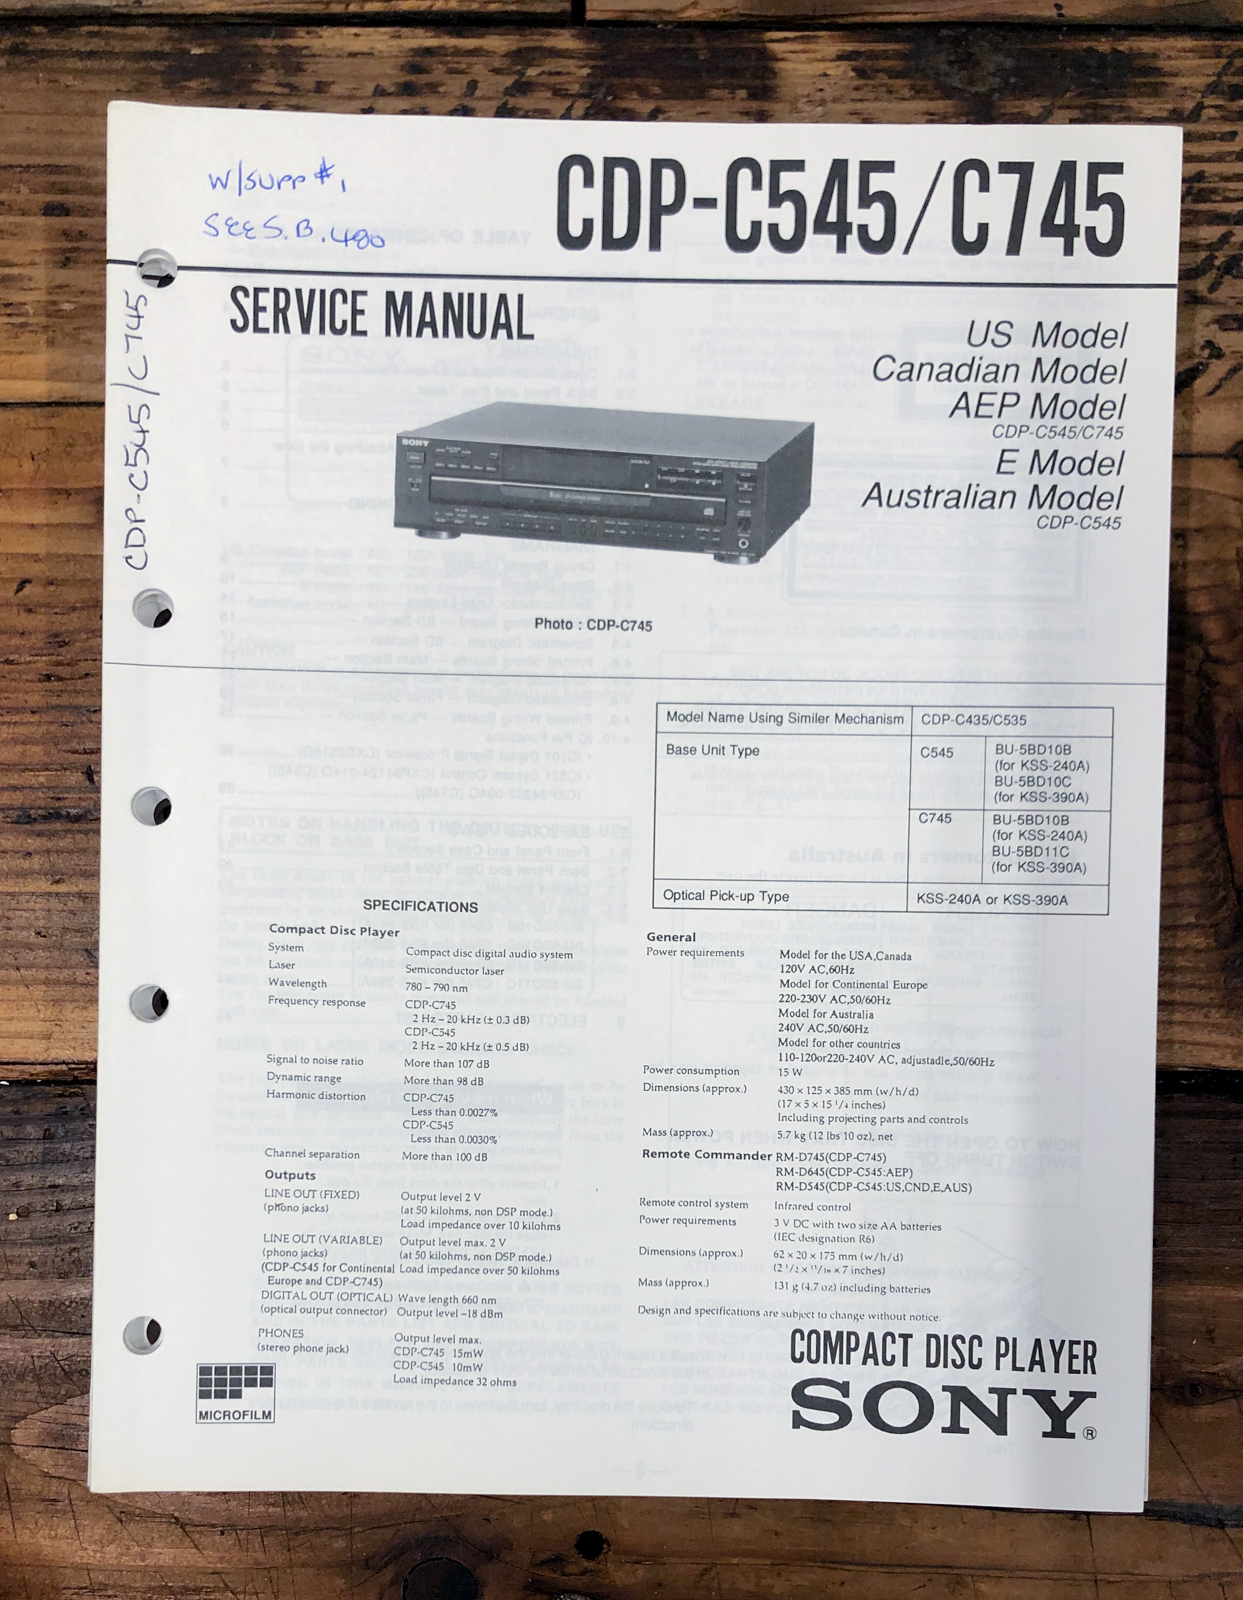 W/SUPP #1
SEE S.B. 480
CDP-C545/C745
CDP-C545/C745
SERVICE MANUAL
US Model
Canadian Model
AEP Model
CDP-C545/C745
E Model
Australian Model
CDP-C545
SONY
Photo : CDP-C745
Model Name Using Similer Mechanism CDP-C435/C535
Base Unit Type C545 BU-5BD10B
(for KSS-240A)
BU-5BD10C
(for KSS-390A)
C745 BU-5BD10B
(for KSS-240A)
BU-5BD11C
(for KSS-390A)
Optical Pick-up Type KSS-240A or KSS-390A
SPECIFICATIONS
Compact Disc Player
System Compact disc digital audio system
Laser Semiconductor laser
Wavelength 780 – 790 nm
Frequency response CDP-C745
2 Hz – 20 kHz (± 0.3 dB)
CDP-C545
2 Hz – 20 kHz (± 0.5 dB)
Signal to noise ratio More than 107 dB
Dynamic range More than 98 dB
Harmonic distortion CDP-C745
Less than 0.0027%
CDP-C545
Less than 0.0030%
Channel separation More than 100 dB
Outputs
LINE OUT (FIXED) Output level 2 V
(phono jacks) (at 50 kilohms, non DSP mode.)
Load impedance over 10 kilohms
LINE OUT (VARIABLE) Output level max. 2 V
(phono jacks) (at 50 kilohms, non DSP mode.)
(CDP-C545 for Continental Load impedance over 50 kilohms
Europe and CDP-C745)
DIGITAL OUT (OPTICAL) Wave length 660 nm
(optical output connector) Output level –18 dBm
PHONES Output level max.
(stereo phone jack) CDP-C745 15mW
CDP-C545 10mW
Load impedance 32 ohms
General
Power requirements Model for the USA,Canada
120V AC,60Hz
Model for Continental Europe
220-230V AC,50/60Hz
Model for Australia
240V AC,50/60Hz
Model for other countries
110-120or220-240V AC, adjustadle,50/60Hz
Power consumption 15 W
Dimensions (approx.) 430 × 125 × 385 mm (w/h/d)
(17 × 5 × 15 1/4 inches)
Including projecting parts and controls
Mass (approx.) 5.7 kg (12 lbs 10 oz), net
Remote Commander RM-D745(CDP-C745)
RM-D645(CDP-C545:AEP)
RM-D545(CDP-C545:US,CND,E,AUS)
Remote control system Infrared control
Power requirements 3 V DC with two size AA batteries
(IEC designation R6)
Dimensions (approx.) 62 × 20 × 175 mm (w/h/d)
(2 1/2 × 13/16 × 7 inches)
Mass (approx.) 131 g (4.7 oz) including batteries
Design and specifications are subject to change without notice.
MICROFILM
COMPACT DISC PLAYER
SONY®